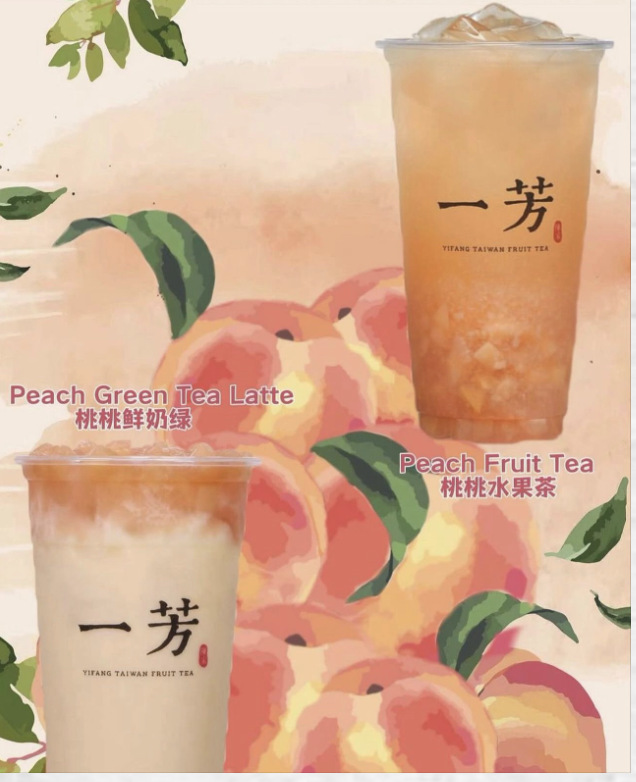 一芳
YIFANG TAIWAN FRUIT TEA
Peach Green Tea Latte
桃桃鲜奶绿
Peach Fruit Tea
桃桃水果茶
一芳
YIFANG TAIWAN FRUIT TEA